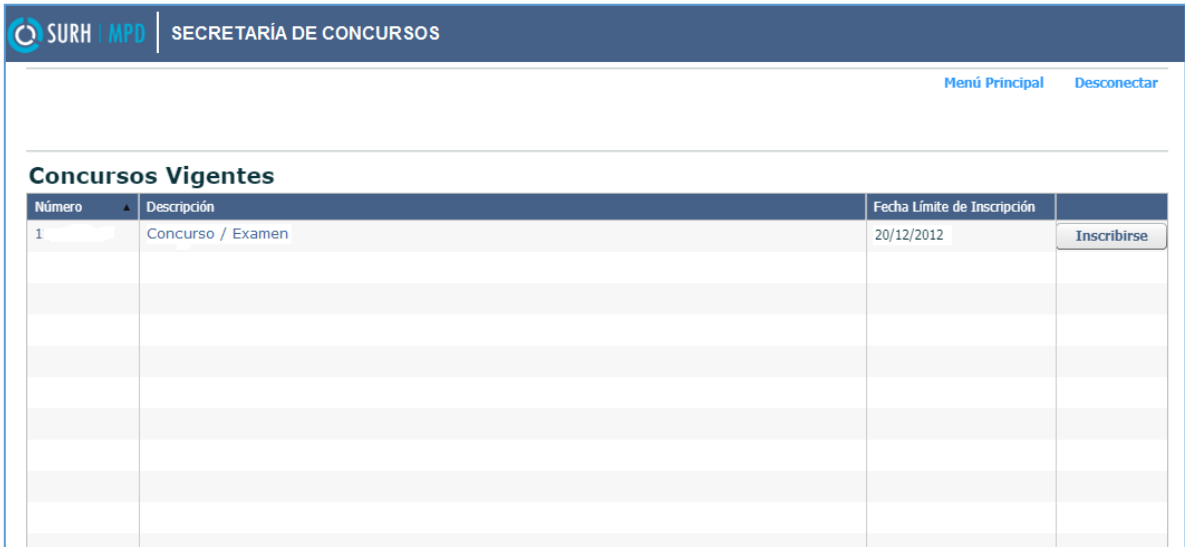 SURH | MPD SECRETARÍA DE CONCURSOS
Menú Principal Desconectar
Concursos Vigentes
Número Descripción Fecha Límite de Inscripción
1 Concurso / Examen 20/12/2012 Inscribirse